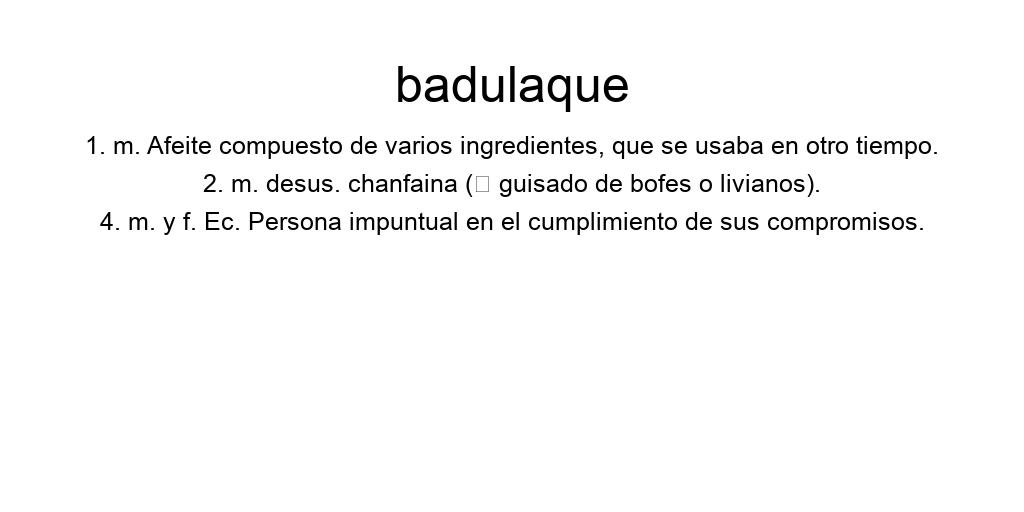 badulaque
1. m. Afeite compuesto de varios ingredientes, que se usaba en otro tiempo.
2. m. desus. chanfaina (▯ guisado de bofes o livianos).
4. m. y f. Ec. Persona impuntual en el cumplimiento de sus compromisos.